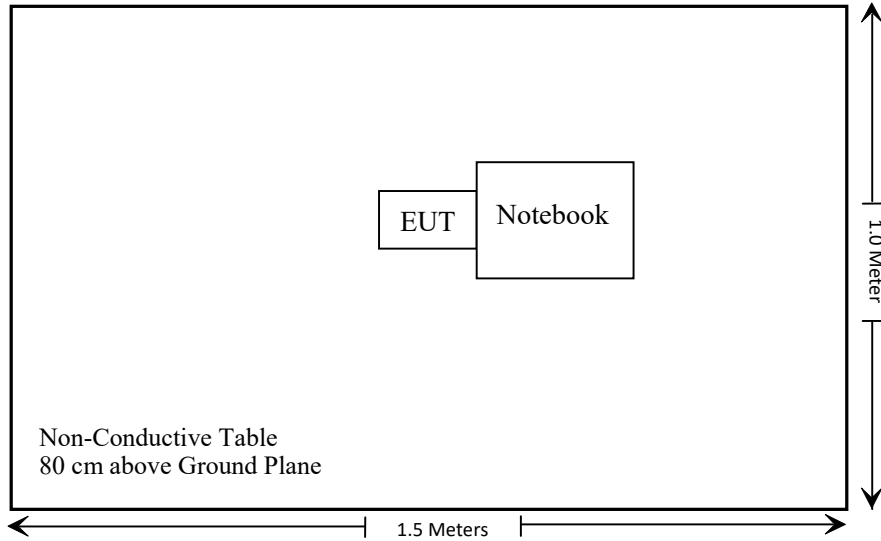 EUT
Notebook
1.0 Meter
Non-Conductive Table
80 cm above Ground Plane
1.5 Meters